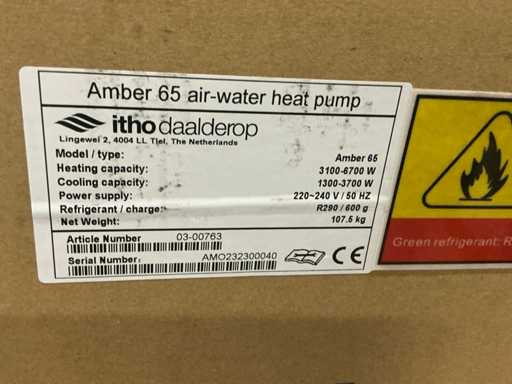 Amber 65 air-water heat pump
itho daalderop
Lingewei 2, 4004 LL Tiel, The Netherlands
Model / type: Amber 65
Heating capacity: 3100-6700 W
Cooling capacity: 1300-3700 W
Power supply: 220~240 V / 50 HZ
Refrigerant / charge: R290 / 600 g
Net Weight: 107.5 kg
Article Number 03-00763
Serial Number: AMO232300040
CE
Green refrigerant: R